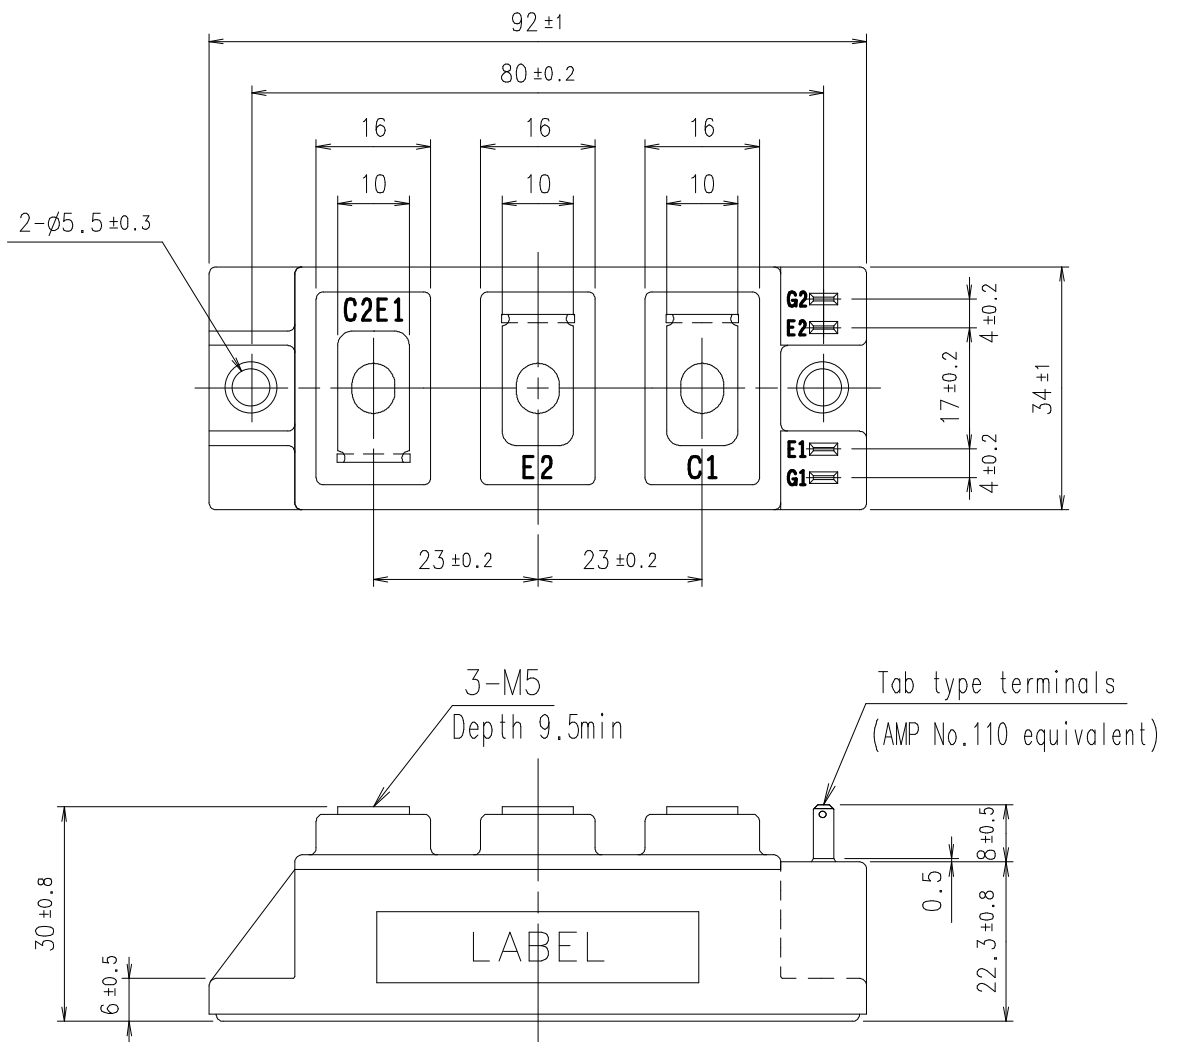 92 ±1
80 ±0.2
16 16 16
10 10 10
2-ø5.5 ±0.3
C2E1
G2
E2
4 ±0.2
17 ±0.2
34 ±1
E1
G1
4 ±0.2
E2 C1
23 ±0.2 23 ±0.2
3-M5
Depth 9.5min
Tab type terminals
(AMP No.110 equivalent)
8 ±0.5
0.5
22.3 ±0.8
30 ±0.8
6 ±0.5
LABEL